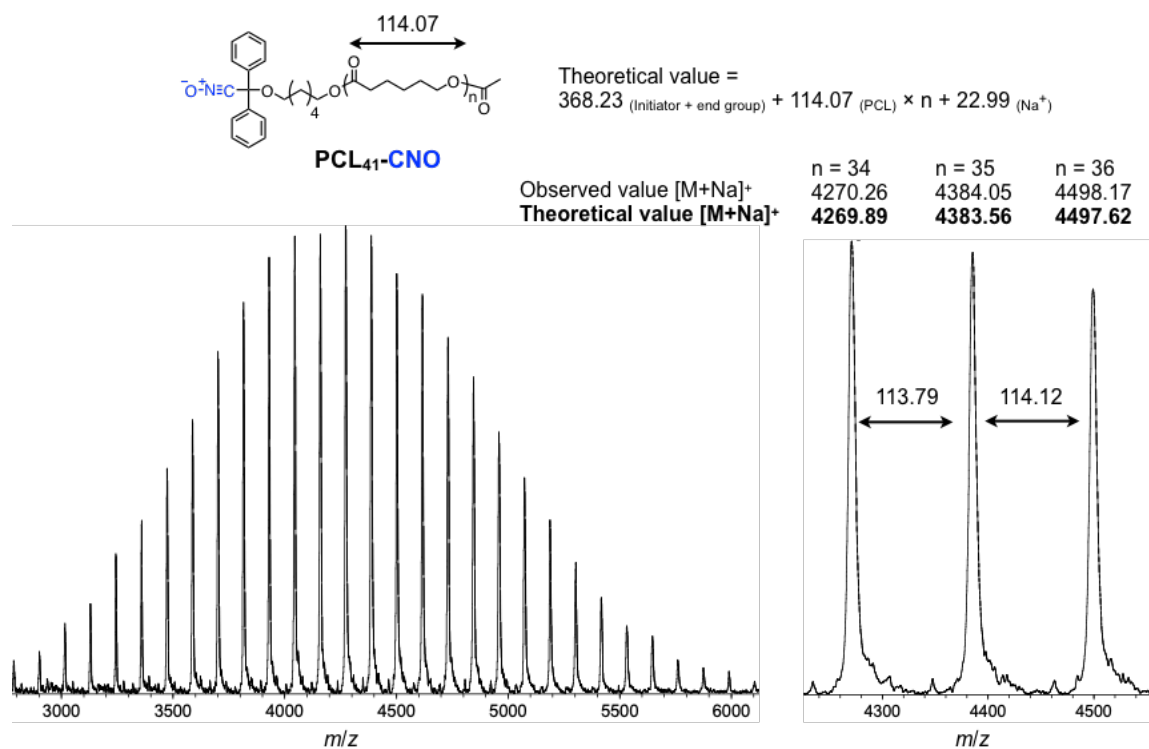 114.07
O
−
+
O-N≡C
O
4
O
O
n
O
PCL41-CNO
Theoretical value =
368.23 (Initiator + end group) + 114.07 (PCL) × n + 22.99 (Na+)
n = 34 n = 35 n = 36
Observed value [M+Na]+ 4270.26 4384.05 4498.17
Theoretical value [M+Na]+ 4269.89 4383.56 4497.62
113.79
114.12
3000 3500 4000 4500 5000 5500 6000
m/z
4300 4400 4500
m/z